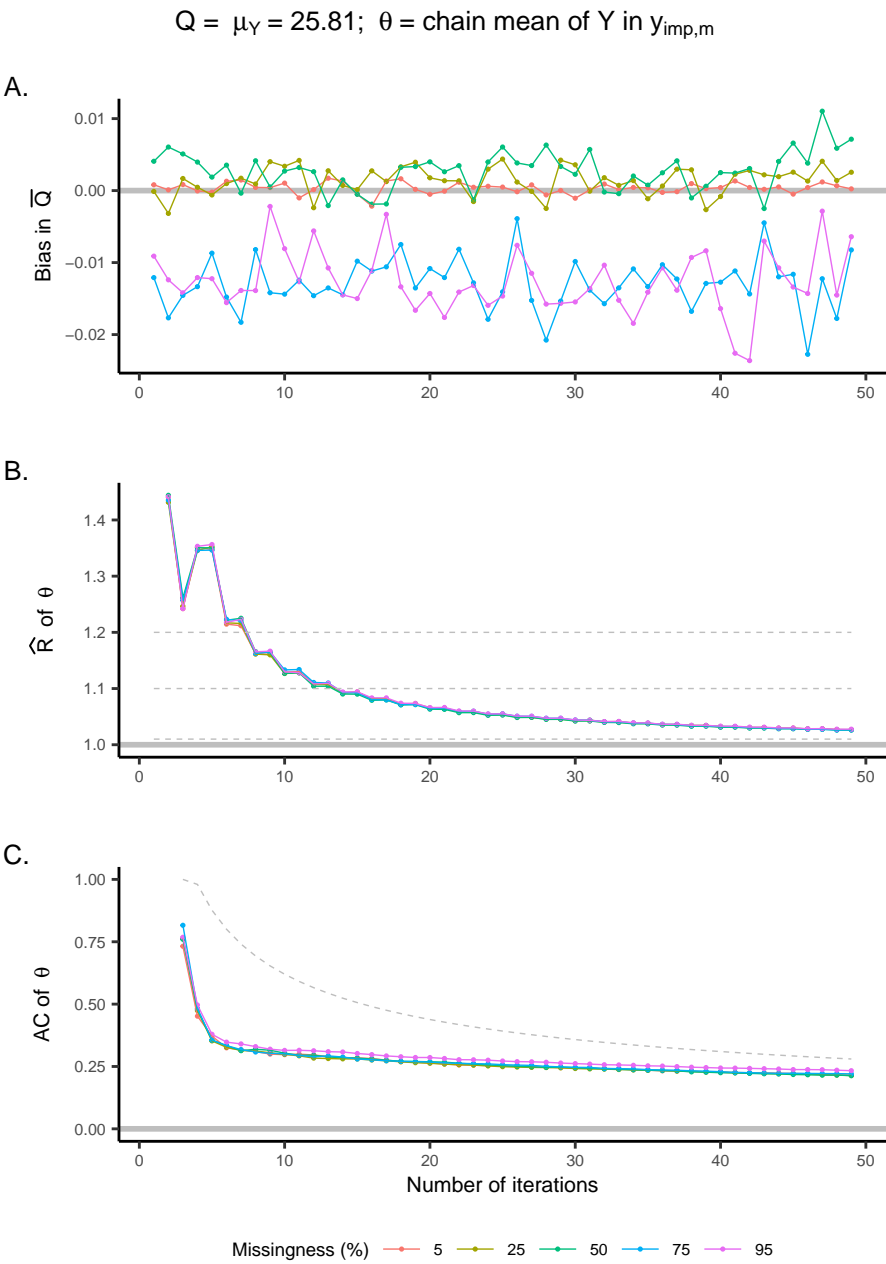 Q = μY = 25.81; θ = chain mean of Y in yimp,m
A.
0.01
0.00
−0.01
−0.02
Bias in Q̅
0 10 20 30 40 50
B.
1.4
1.3
1.2
1.1
1.0
R̂ of θ
0 10 20 30 40 50
C.
1.00
0.75
0.50
0.25
0.00
AC of θ
0 10 20 30 40 50
Number of iterations
Missingness (%) 5 25 50 75 95